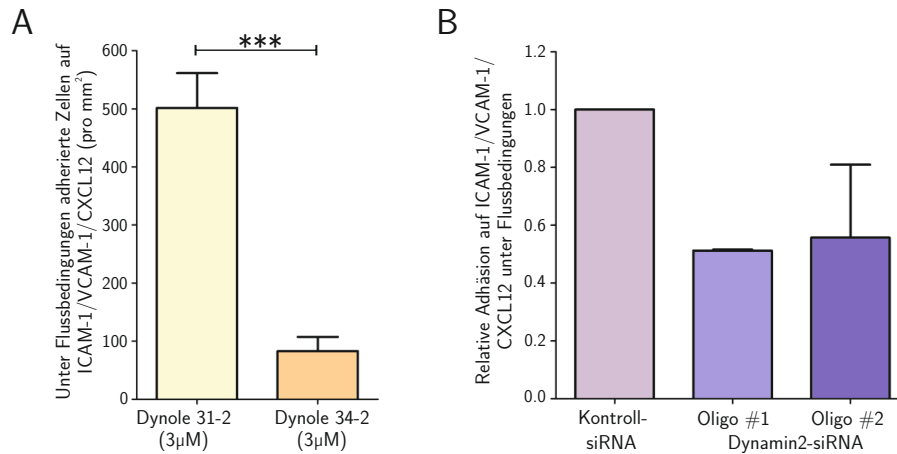 A
Unter Flussbedingungen adherierte Zellen auf
ICAM-1/VCAM-1/CXCL12 (pro mm²)
600
500
400
300
200
100
0
***
Dynole 31-2
(3µM)
Dynole 34-2
(3µM)
B
Relative Adhäsion auf ICAM-1/VCAM-1/
CXCL12 unter Flussbedingungen
1.2
1.0
0.8
0.6
0.4
0.2
0.0
Kontroll-
siRNA
Oligo #1
Oligo #2
Dynamin2-siRNA